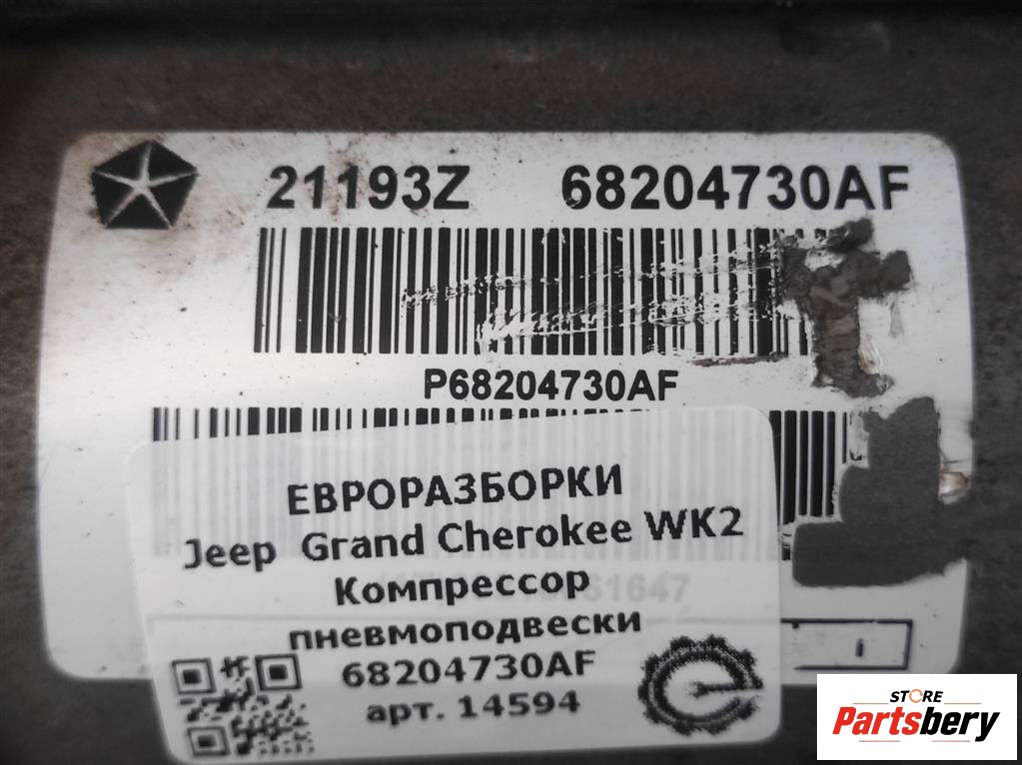 21193Z 68204730AF
P68204730AF
ЕВРОРАЗБОРКИ
Jeep Grand Cherokee WK2
Компрессор
пневмоподвески
68204730AF
арт. 14594
STORE
Partsbery